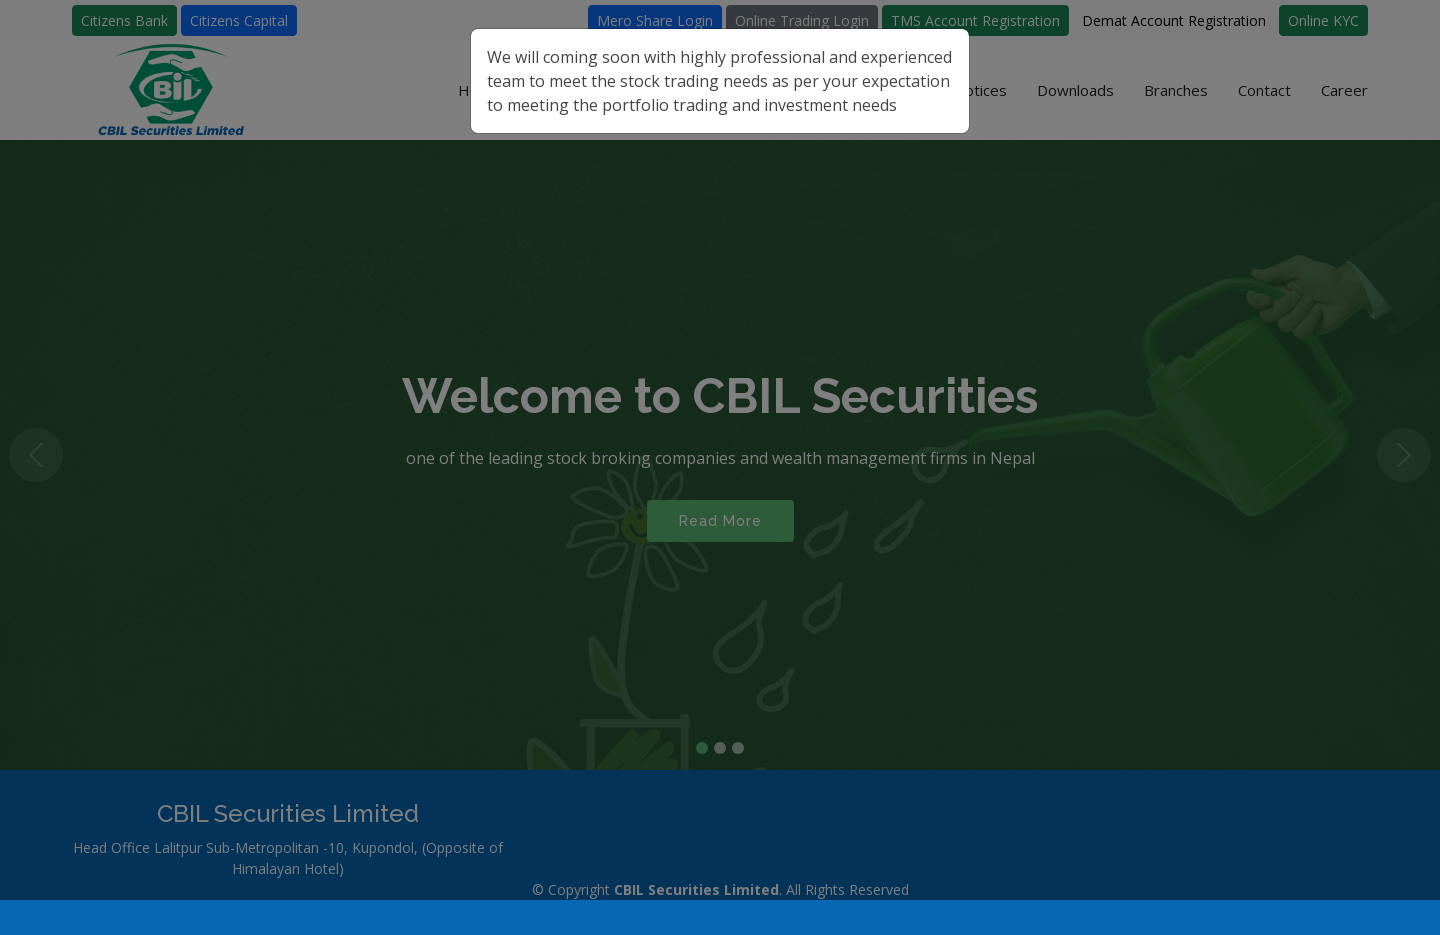 Citizens Bank
Citizens Capital
Mero Share Login
Online Trading Login
TMS Account Registration
Demat Account Registration
Online KYC
CBIL
CBIL Securities Limited
Downloads
Branches
Contact
Career
We will coming soon with highly professional and experienced
team to meet the stock trading needs as per your expectation
to meeting the portfolio trading and investment needs
Welcome to CBIL Securities
one of the leading stock broking companies and wealth management firms in Nepal
Read More
CBIL Securities Limited
Head Office Lalitpur Sub-Metropolitan -10, Kupondol, (Opposite of
Himalayan Hotel)
© Copyright CBIL Securities Limited. All Rights Reserved